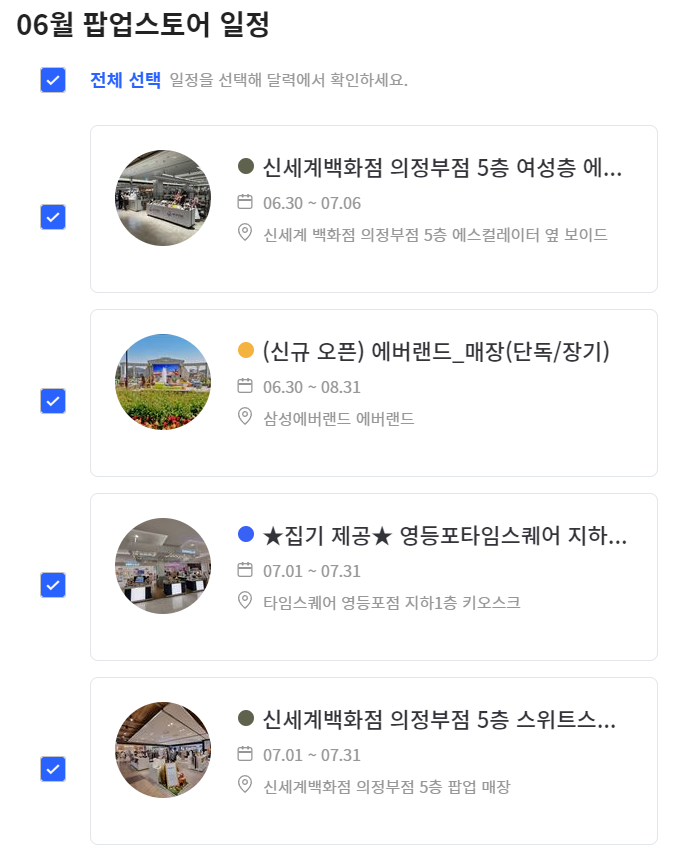 06월 팝업스토어 일정
전체 선택 일정을 선택해 달력에서 확인하세요.
신세계백화점 의정부점 5층 여성층 에...
06.30 ~ 07.06
신세계 백화점 의정부점 5층 에스컬레이터 옆 보이드
(신규 오픈) 에버랜드_매장(단독/장기)
06.30 ~ 08.31
삼성에버랜드 에버랜드
★집기 제공★ 영등포타임스퀘어 지하...
07.01 ~ 07.31
타임스퀘어 영등포점 지하1층 키오스크
신세계백화점 의정부점 5층 스위트스...
07.01 ~ 07.31
신세계백화점 의정부점 5층 팝업 매장